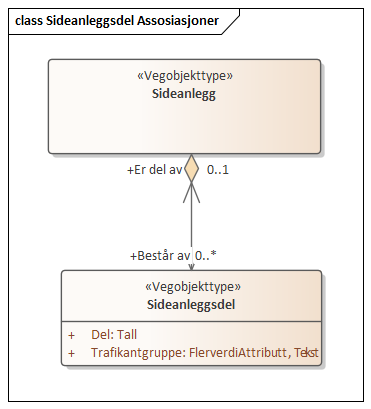 class Sideanleggsdel Assosiasjoner
«Vegobjekttype»
Sideanlegg
+Er del av 0..1
+Består av 0..*
«Vegobjekttype»
Sideanleggsdel
+ Del: Tall
+ Trafikantgruppe: FlerverdiAttributt, Tekst